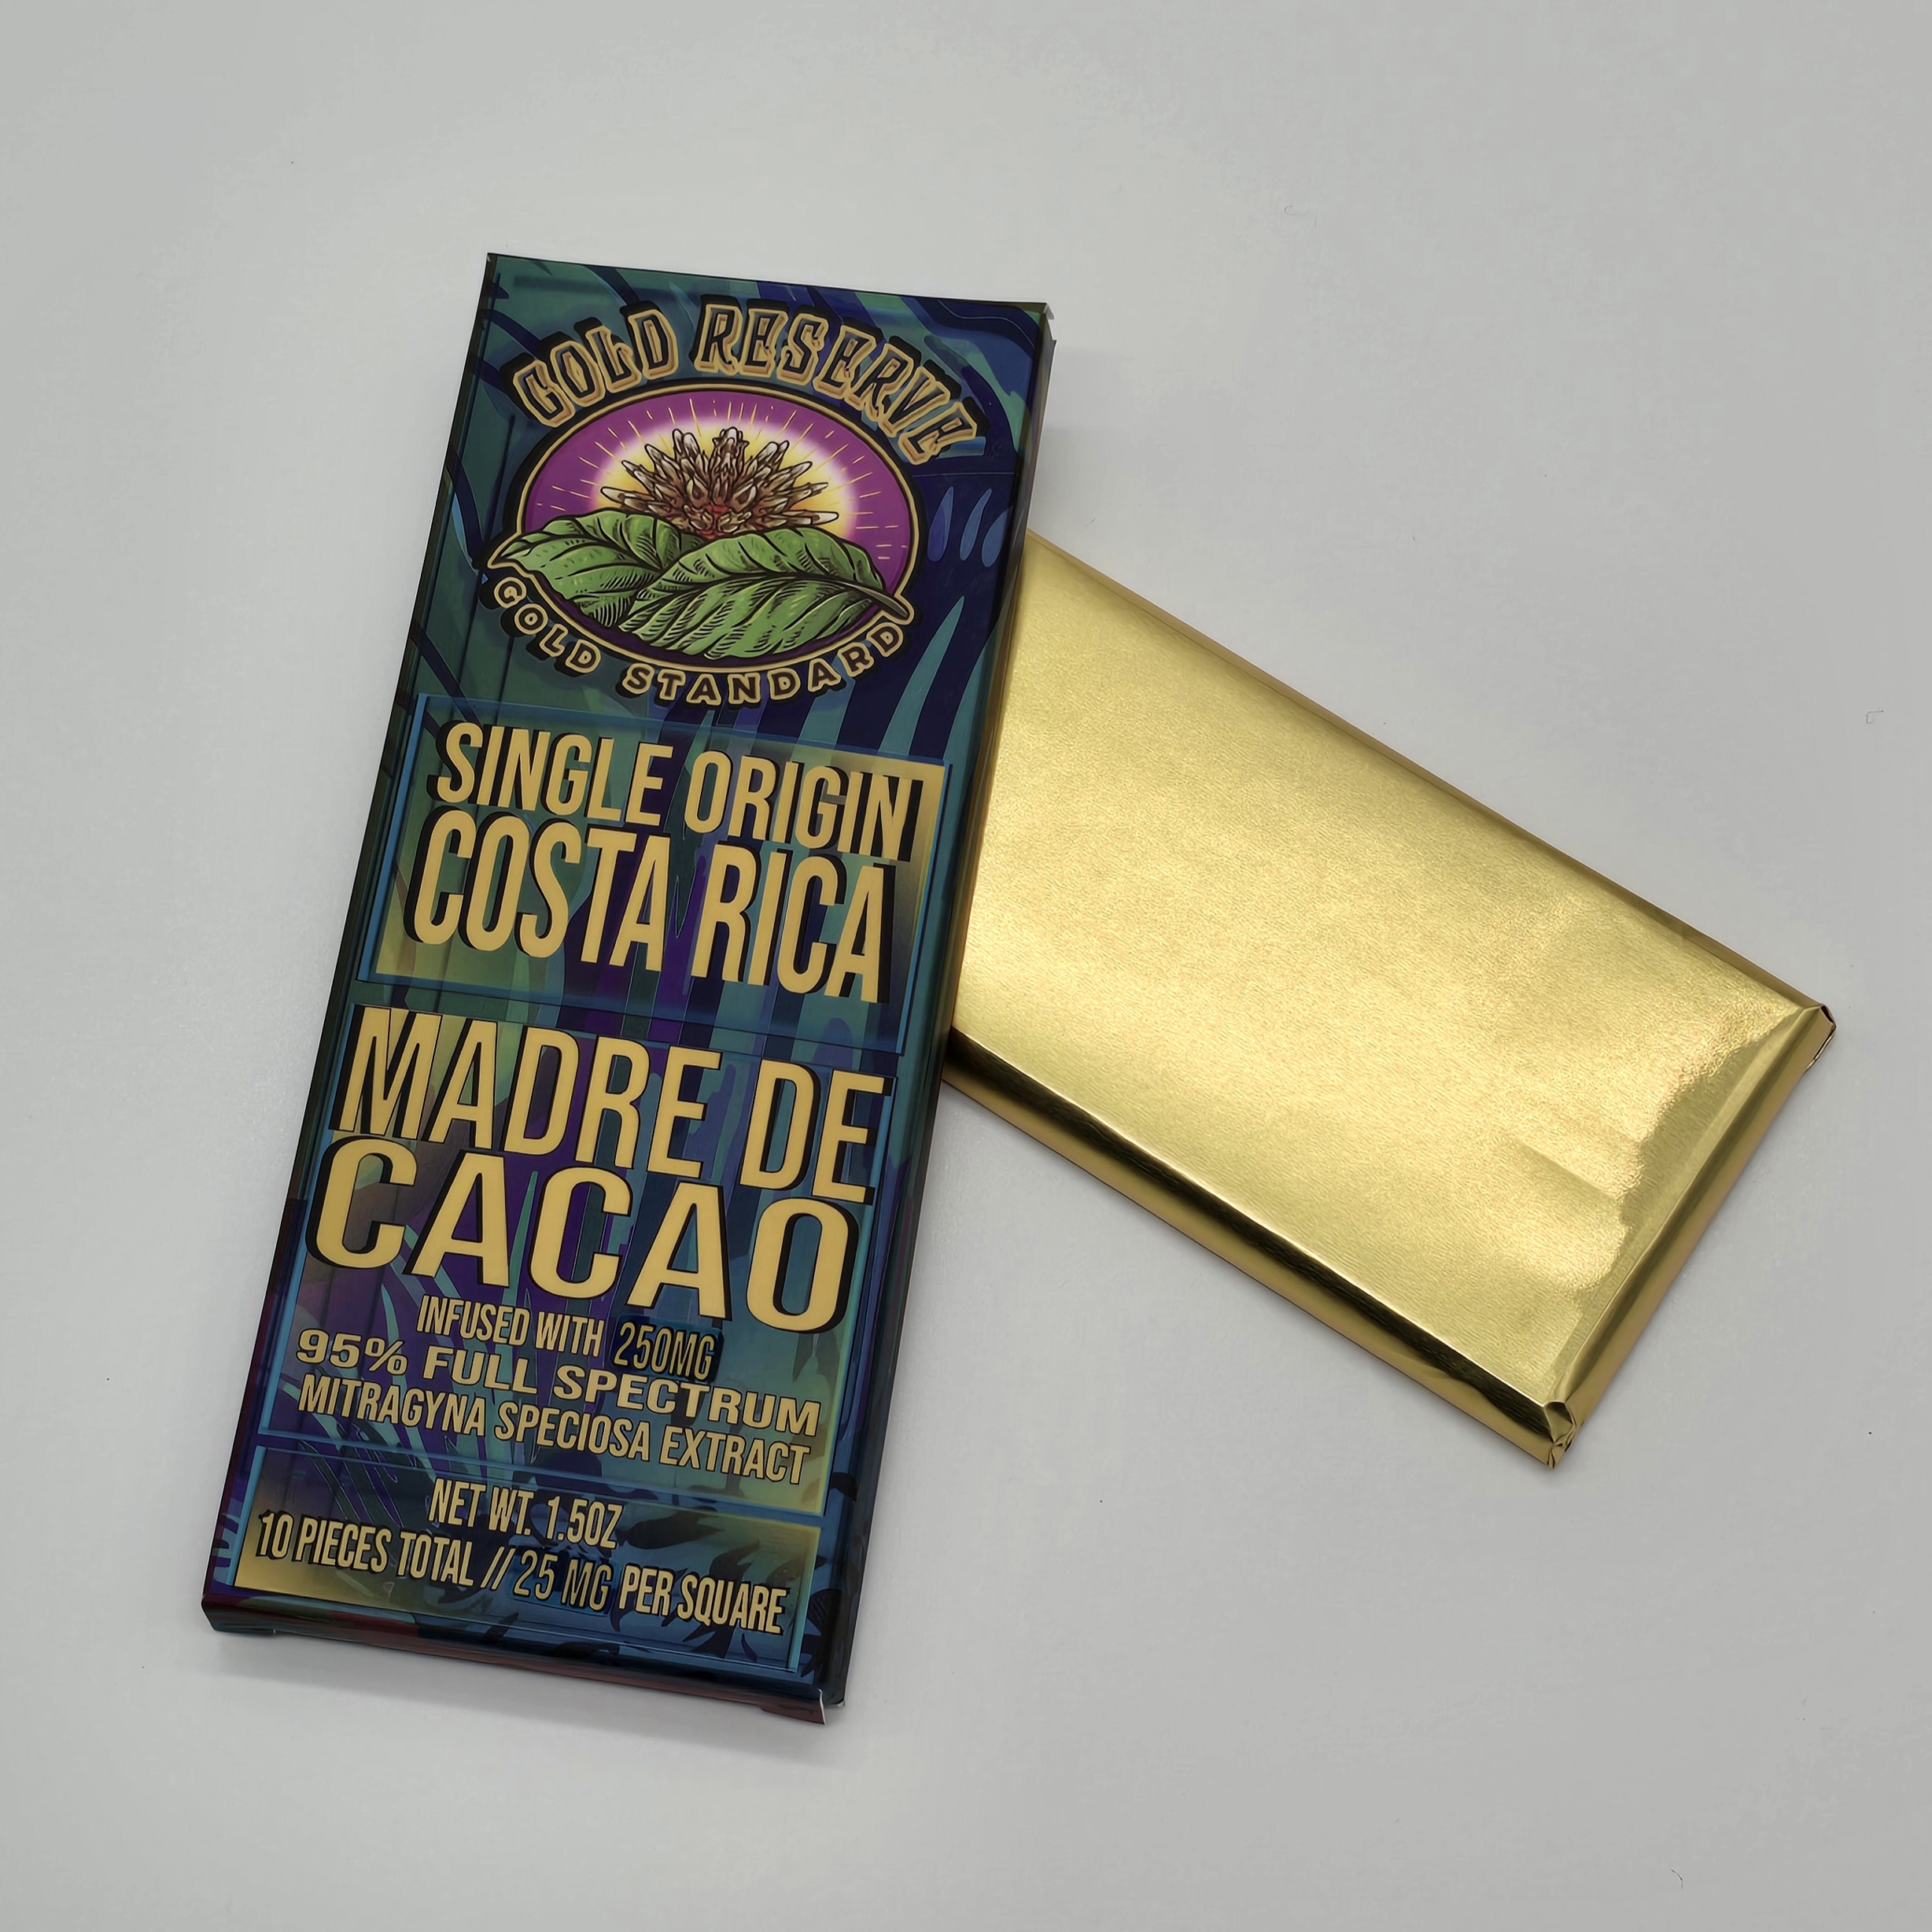 GOLD RESERVE
GOLD STANDARD
SINGLE ORIGIN
COSTA RICA
MADRE DE
CACAO
INFUSED WITH 250MG
95% FULL SPECTRUM
MITRAGYNA SPECIOSA EXTRACT
NET WT. 1.5OZ
10 PIECES TOTAL // 25 MG PER SQUARE